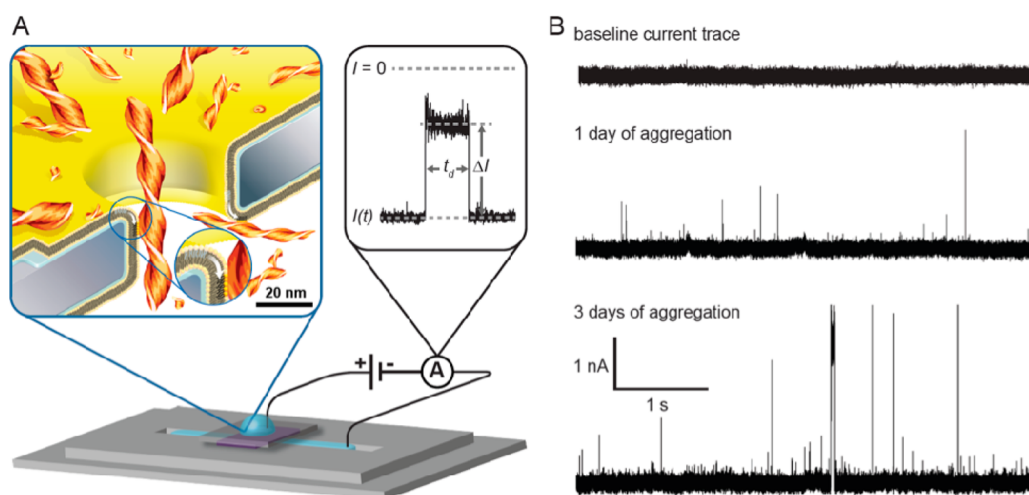 A
I = 0
t_d
ΔI
I(t)
20 nm
+ -
A
B
baseline current trace
1 day of aggregation
3 days of aggregation
1 nA
1 s